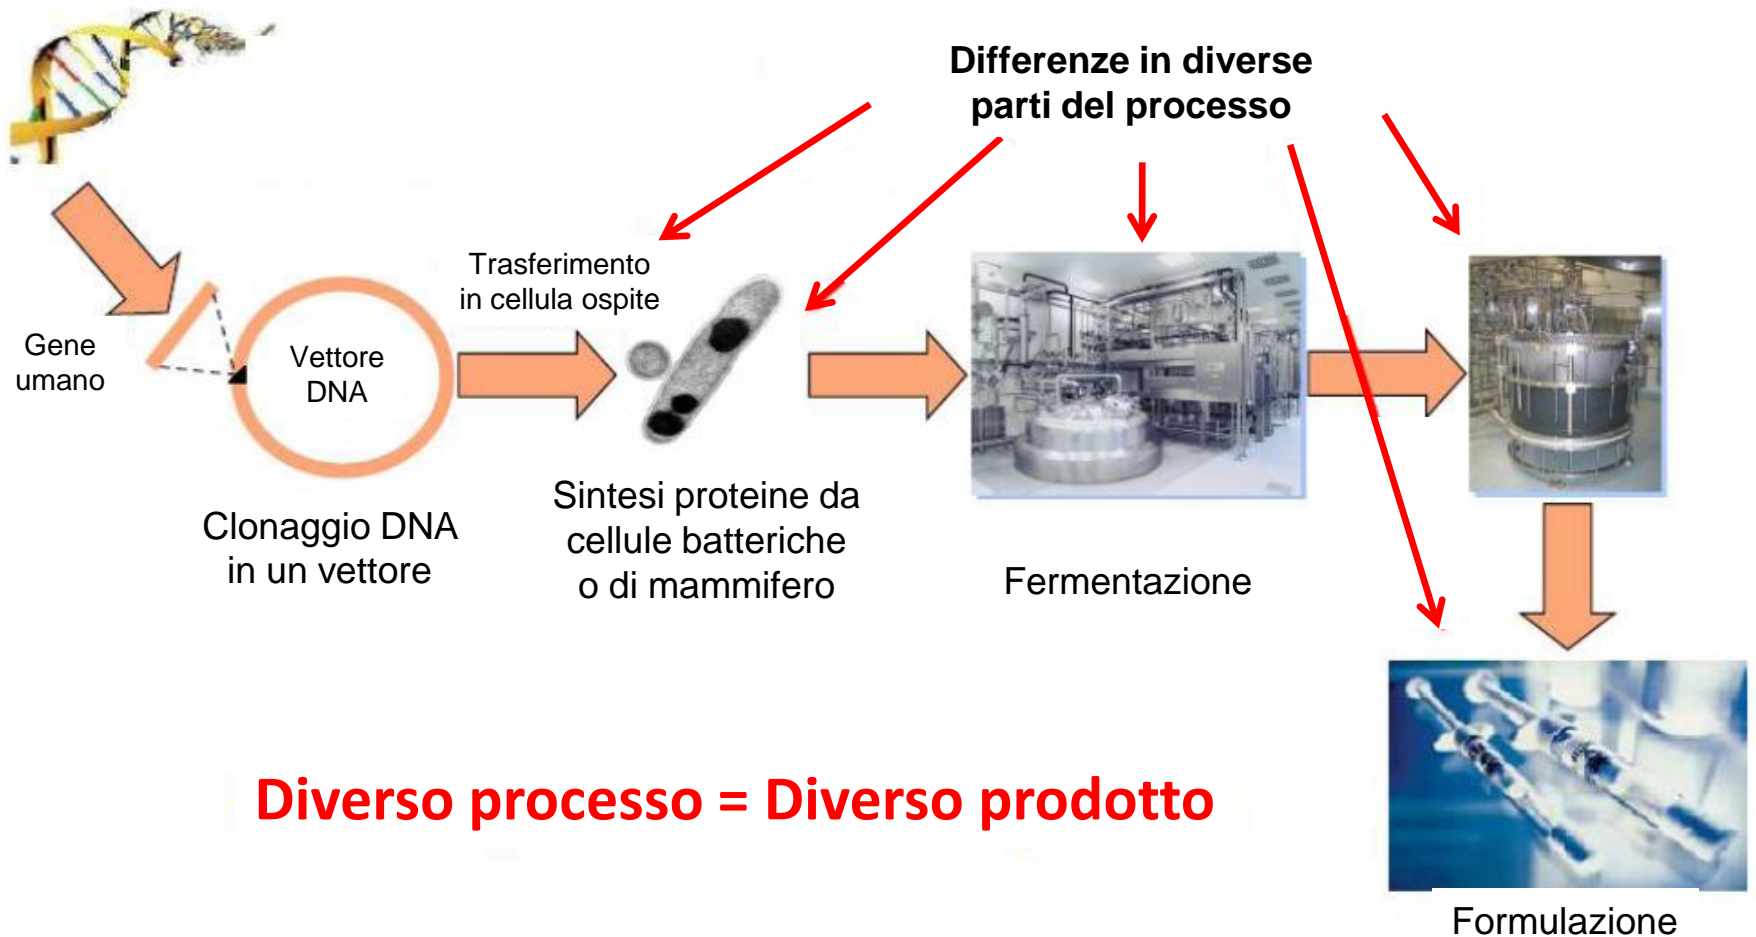 Differenze in diverse
parti del processo
Trasferimento
in cellula ospite
Gene
umano
Vettore
DNA
Clonaggio DNA
in un vettore
Sintesi proteine da
cellule batteriche
o di mammifero
Fermentazione
Diverso processo = Diverso prodotto
Formulazione